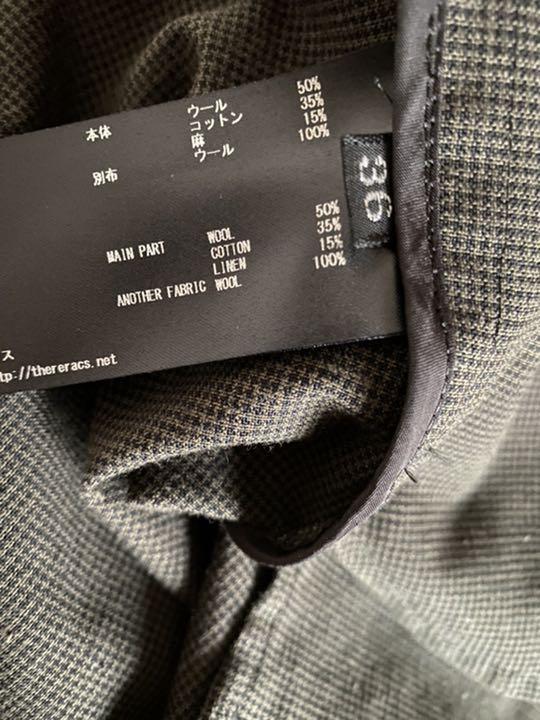 本体 ウール 50%
コットン 35%
麻 15%
別布 ウール 100%
MAIN PART WOOL 50%
COTTON 35%
LINEN 15%
ANOTHER FABRIC WOOL 100%
ス
tp://thereracs.net
36